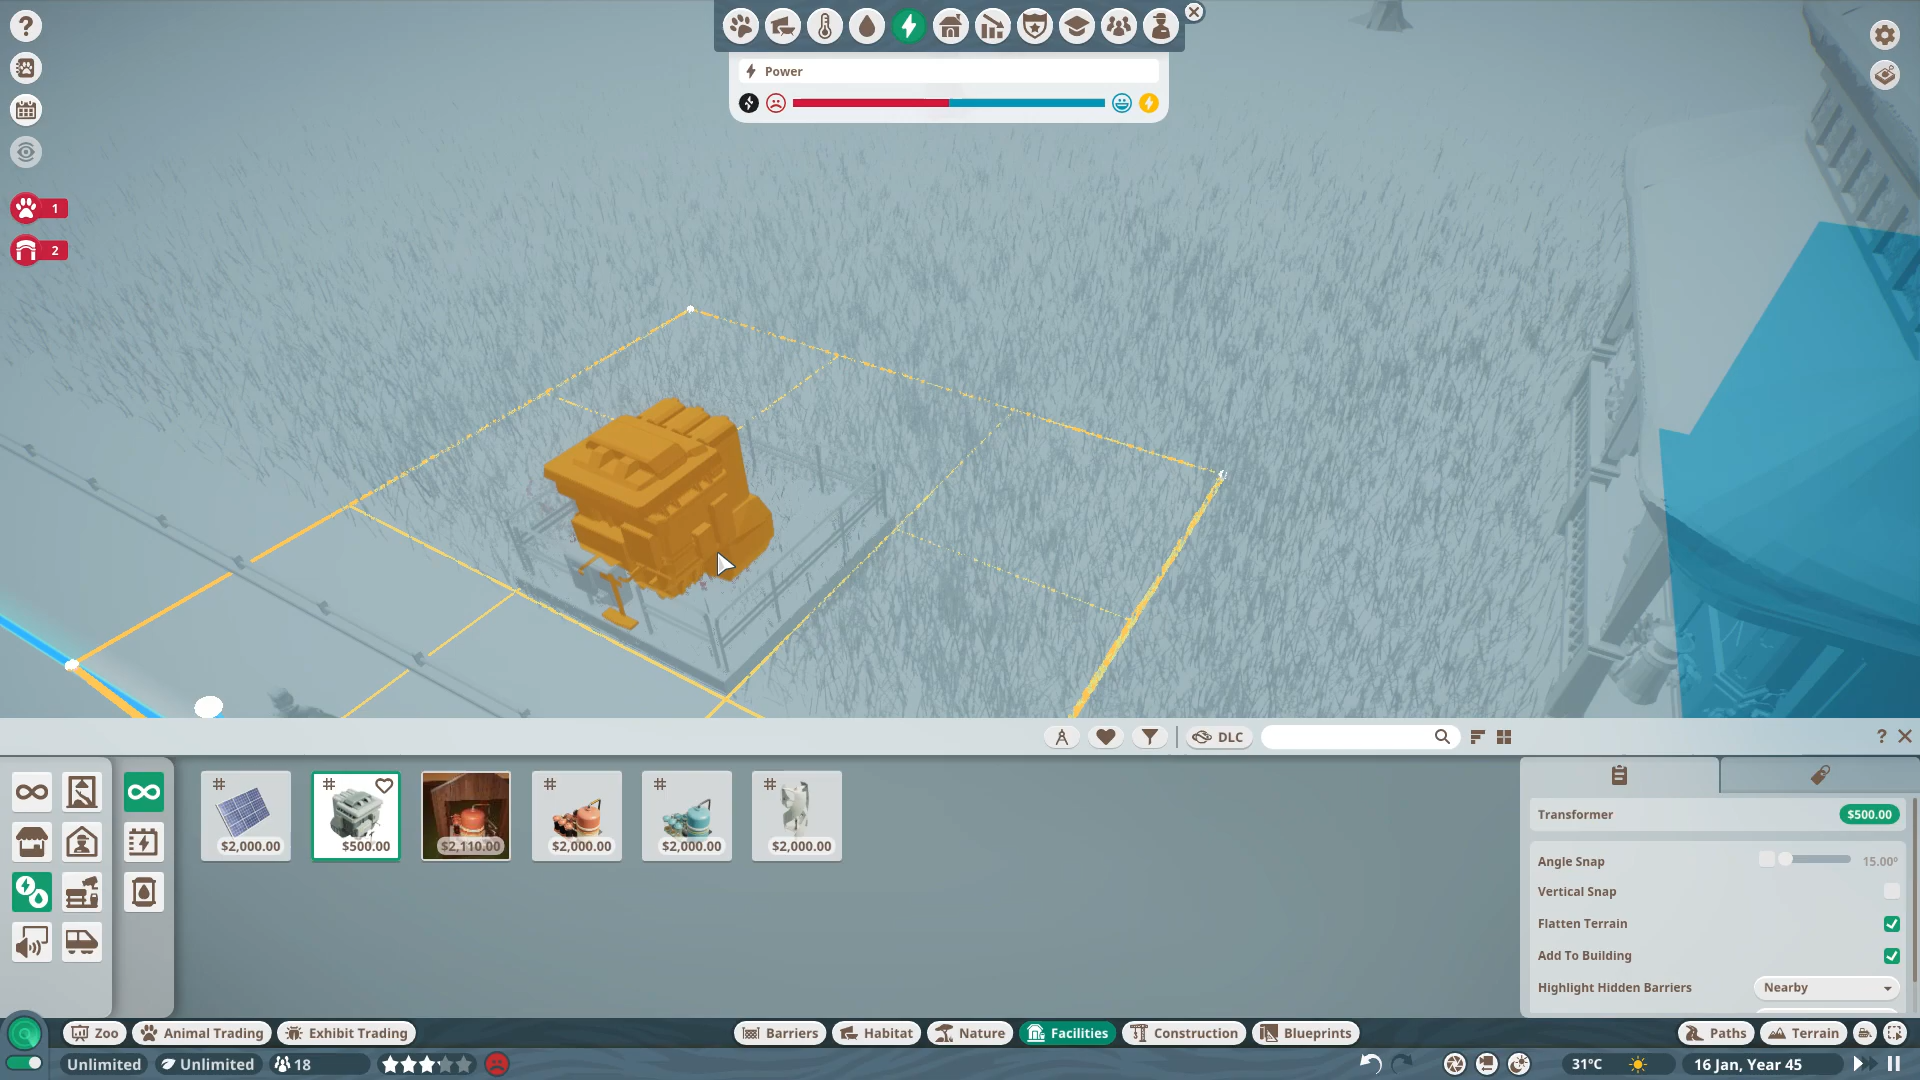 Power
1
2
DLC
$2,000.00
$500.00
$2,110.00
$2,000.00
$2,000.00
$2,000.00
Transformer
$500.00
Angle Snap
15.00°
Vertical Snap
Flatten Terrain
Add To Building
Highlight Hidden Barriers
Nearby
Zoo
Animal Trading
Exhibit Trading
Barriers
Habitat
Nature
Facilities
Construction
Blueprints
Paths
Terrain
Unlimited
Unlimited
18
31°C
16 Jan, Year 45